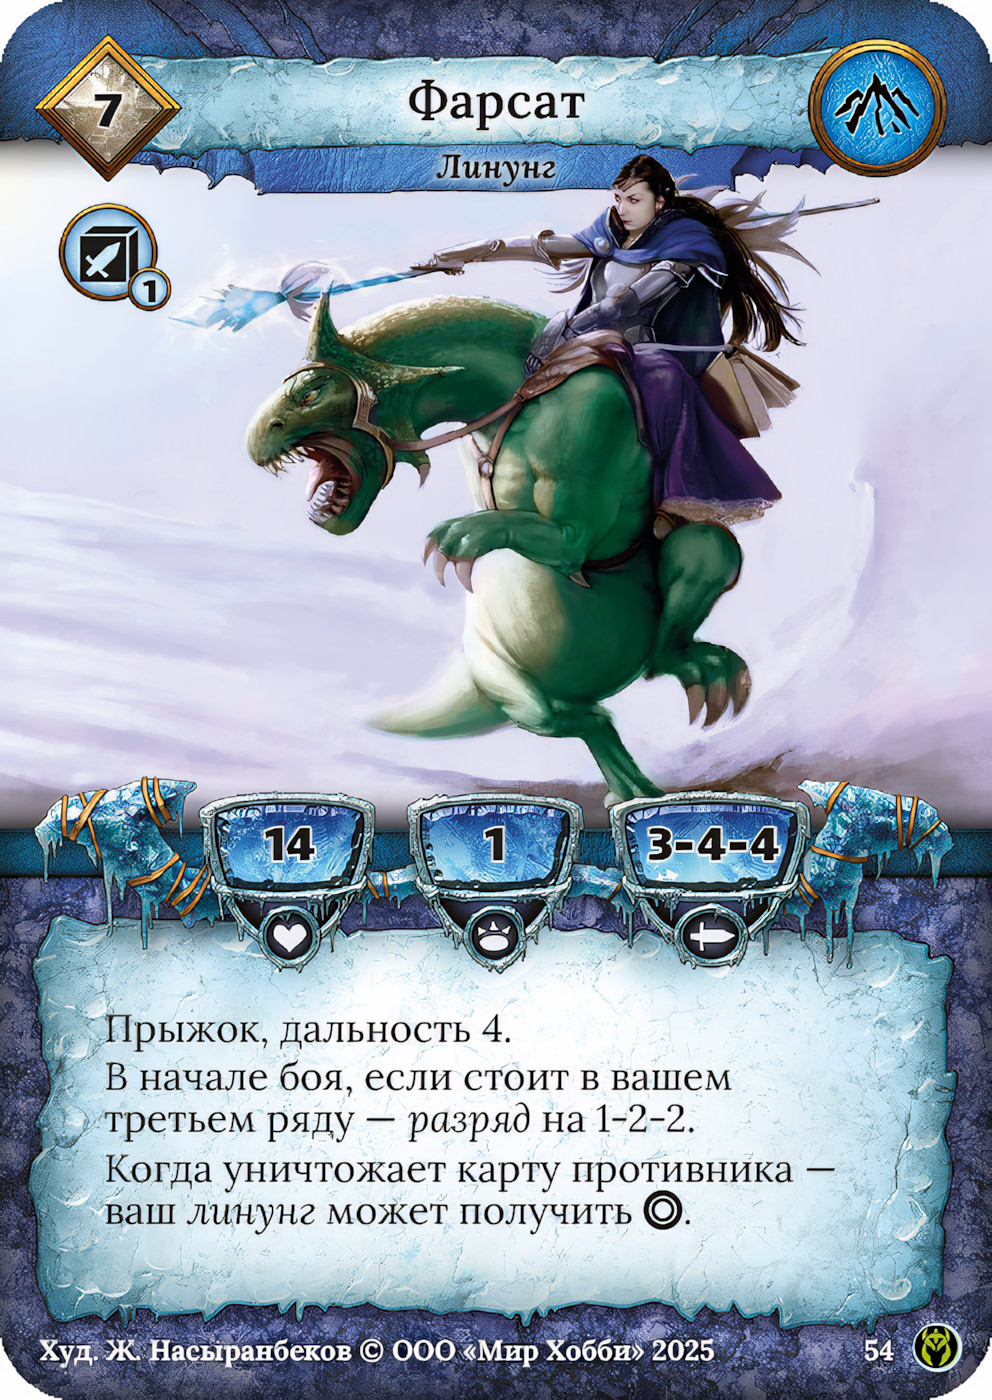 7
Фарсат
Линунг
1
14
1
3-4-4
Прыжок, дальность 4.
В начале боя, если стоит в вашем
третьем ряду — разряд на 1-2-2.
Когда уничтожает карту противника —
ваш линунг может получить ◎.
Худ. Ж. Насыранбеков © ООО «Мир Хобби» 2025
54